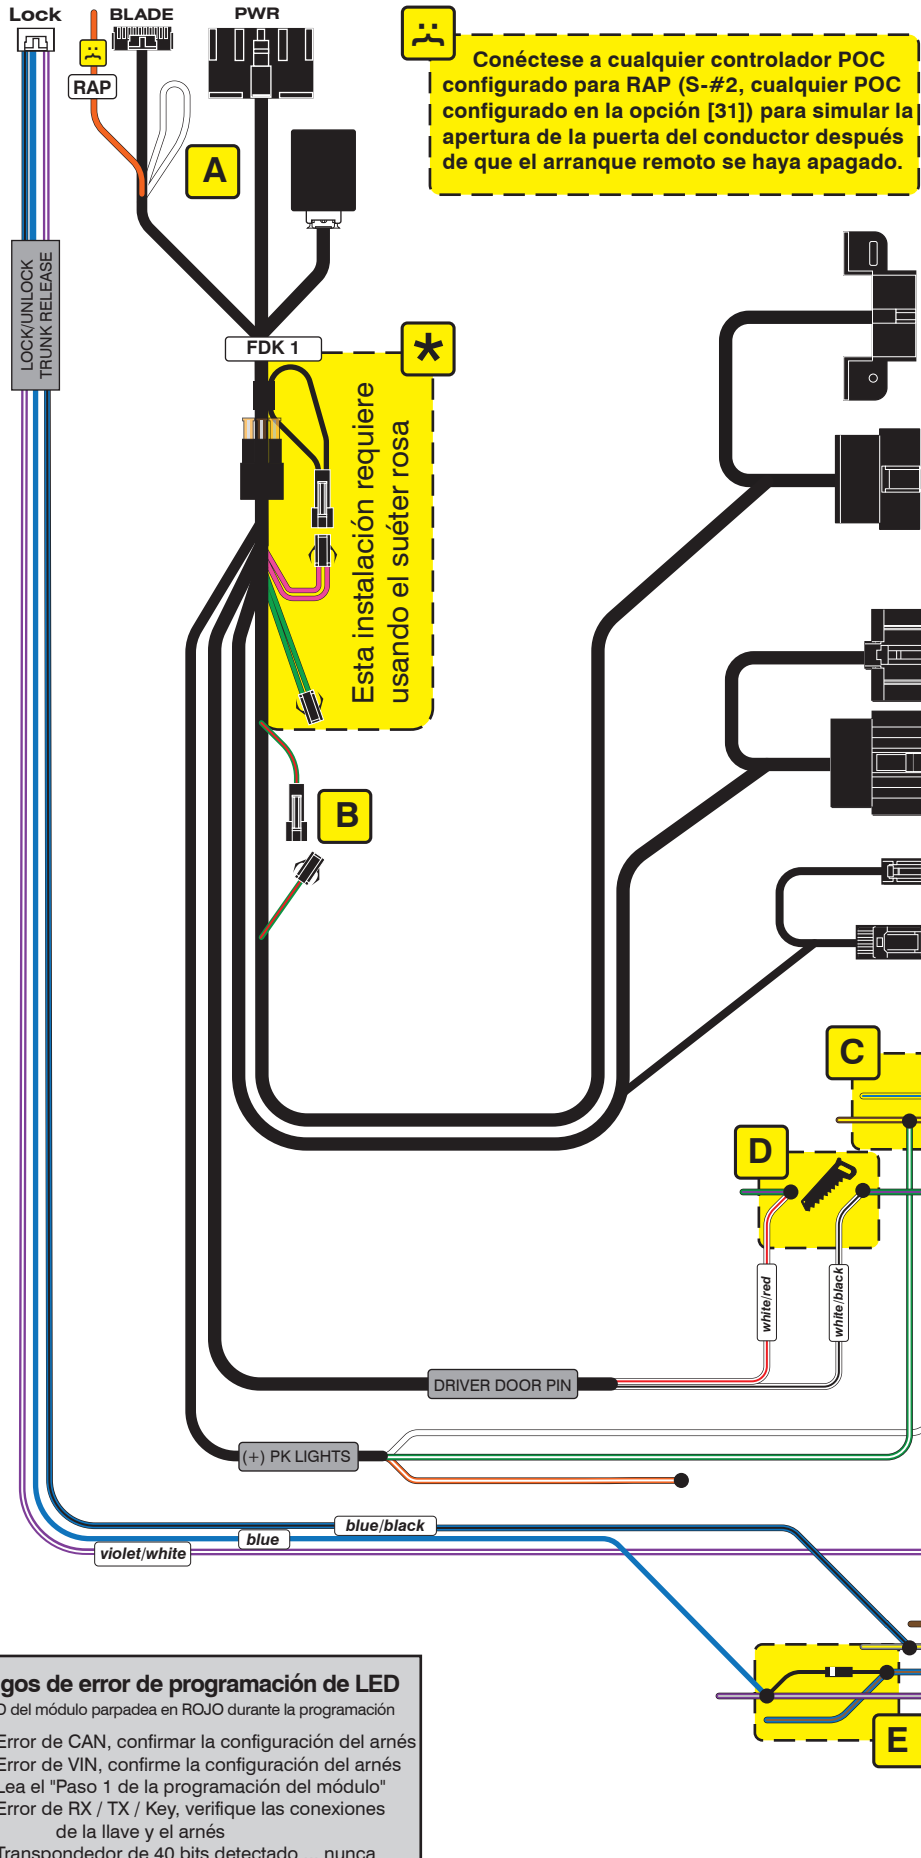 Lock
BLADE
PWR
RAP
A
Conéctese a cualquier controlador POC
configurado para RAP (S-#2, cualquier POC
configurado en la opción [31]) para simular la
apertura de la puerta del conductor después
de que el arranque remoto se haya apagado.
LOCK/UNLOCK
TRUNK RELEASE
FDK 1
*
Esta instalación requiere
usando el suéter rosa
B
C
D
white/red
white/black
DRIVER DOOR PIN
(+) PK LIGHTS
blue/black
blue
violet/white
E
gos de error de programación de LED
D del módulo parpadea en ROJO durante la programación
Error de CAN, confirmar la configuración del arnés
Error de VIN, confirme la configuración del arnés
Lea el "Paso 1 de la programación del módulo"
Error de RX / TX / Key, verifique las conexiones
de la llave y el arnés
Transpondedor de 40 bits detectado.... nunca